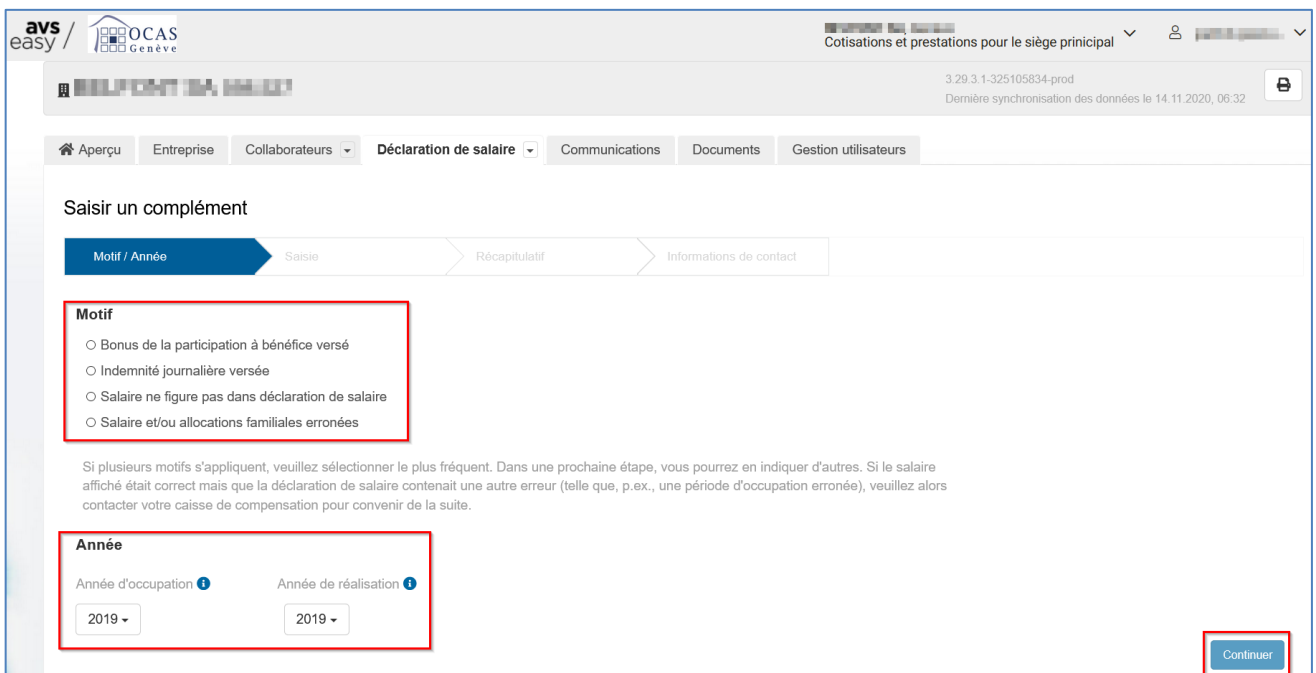 avs
easy /
OCAS
Genève
Cotisations et prestations pour le siège prinicipal
3.29.3.1-325105834-prod
Dernière synchronisation des données le 14.11.2020, 06:32
Aperçu Entreprise Collaborateurs Déclaration de salaire Communications Documents Gestion utilisateurs
Saisir un complément
Motif / Année Saisie Récapitulatif Informations de contact
Motif
Bonus de la participation à bénéfice versé
Indemnité journalière versée
Salaire ne figure pas dans déclaration de salaire
Salaire et/ou allocations familiales erronées
Si plusieurs motifs s'appliquent, veuillez sélectionner le plus fréquent. Dans une prochaine étape, vous pourrez en indiquer d'autres. Si le salaire
affiché était correct mais que la déclaration de salaire contenait une autre erreur (telle que, p.ex., une période d'occupation erronée), veuillez alors
contacter votre caisse de compensation pour convenir de la suite.
Année
Année d'occupation Année de réalisation
2019 2019
Continuer